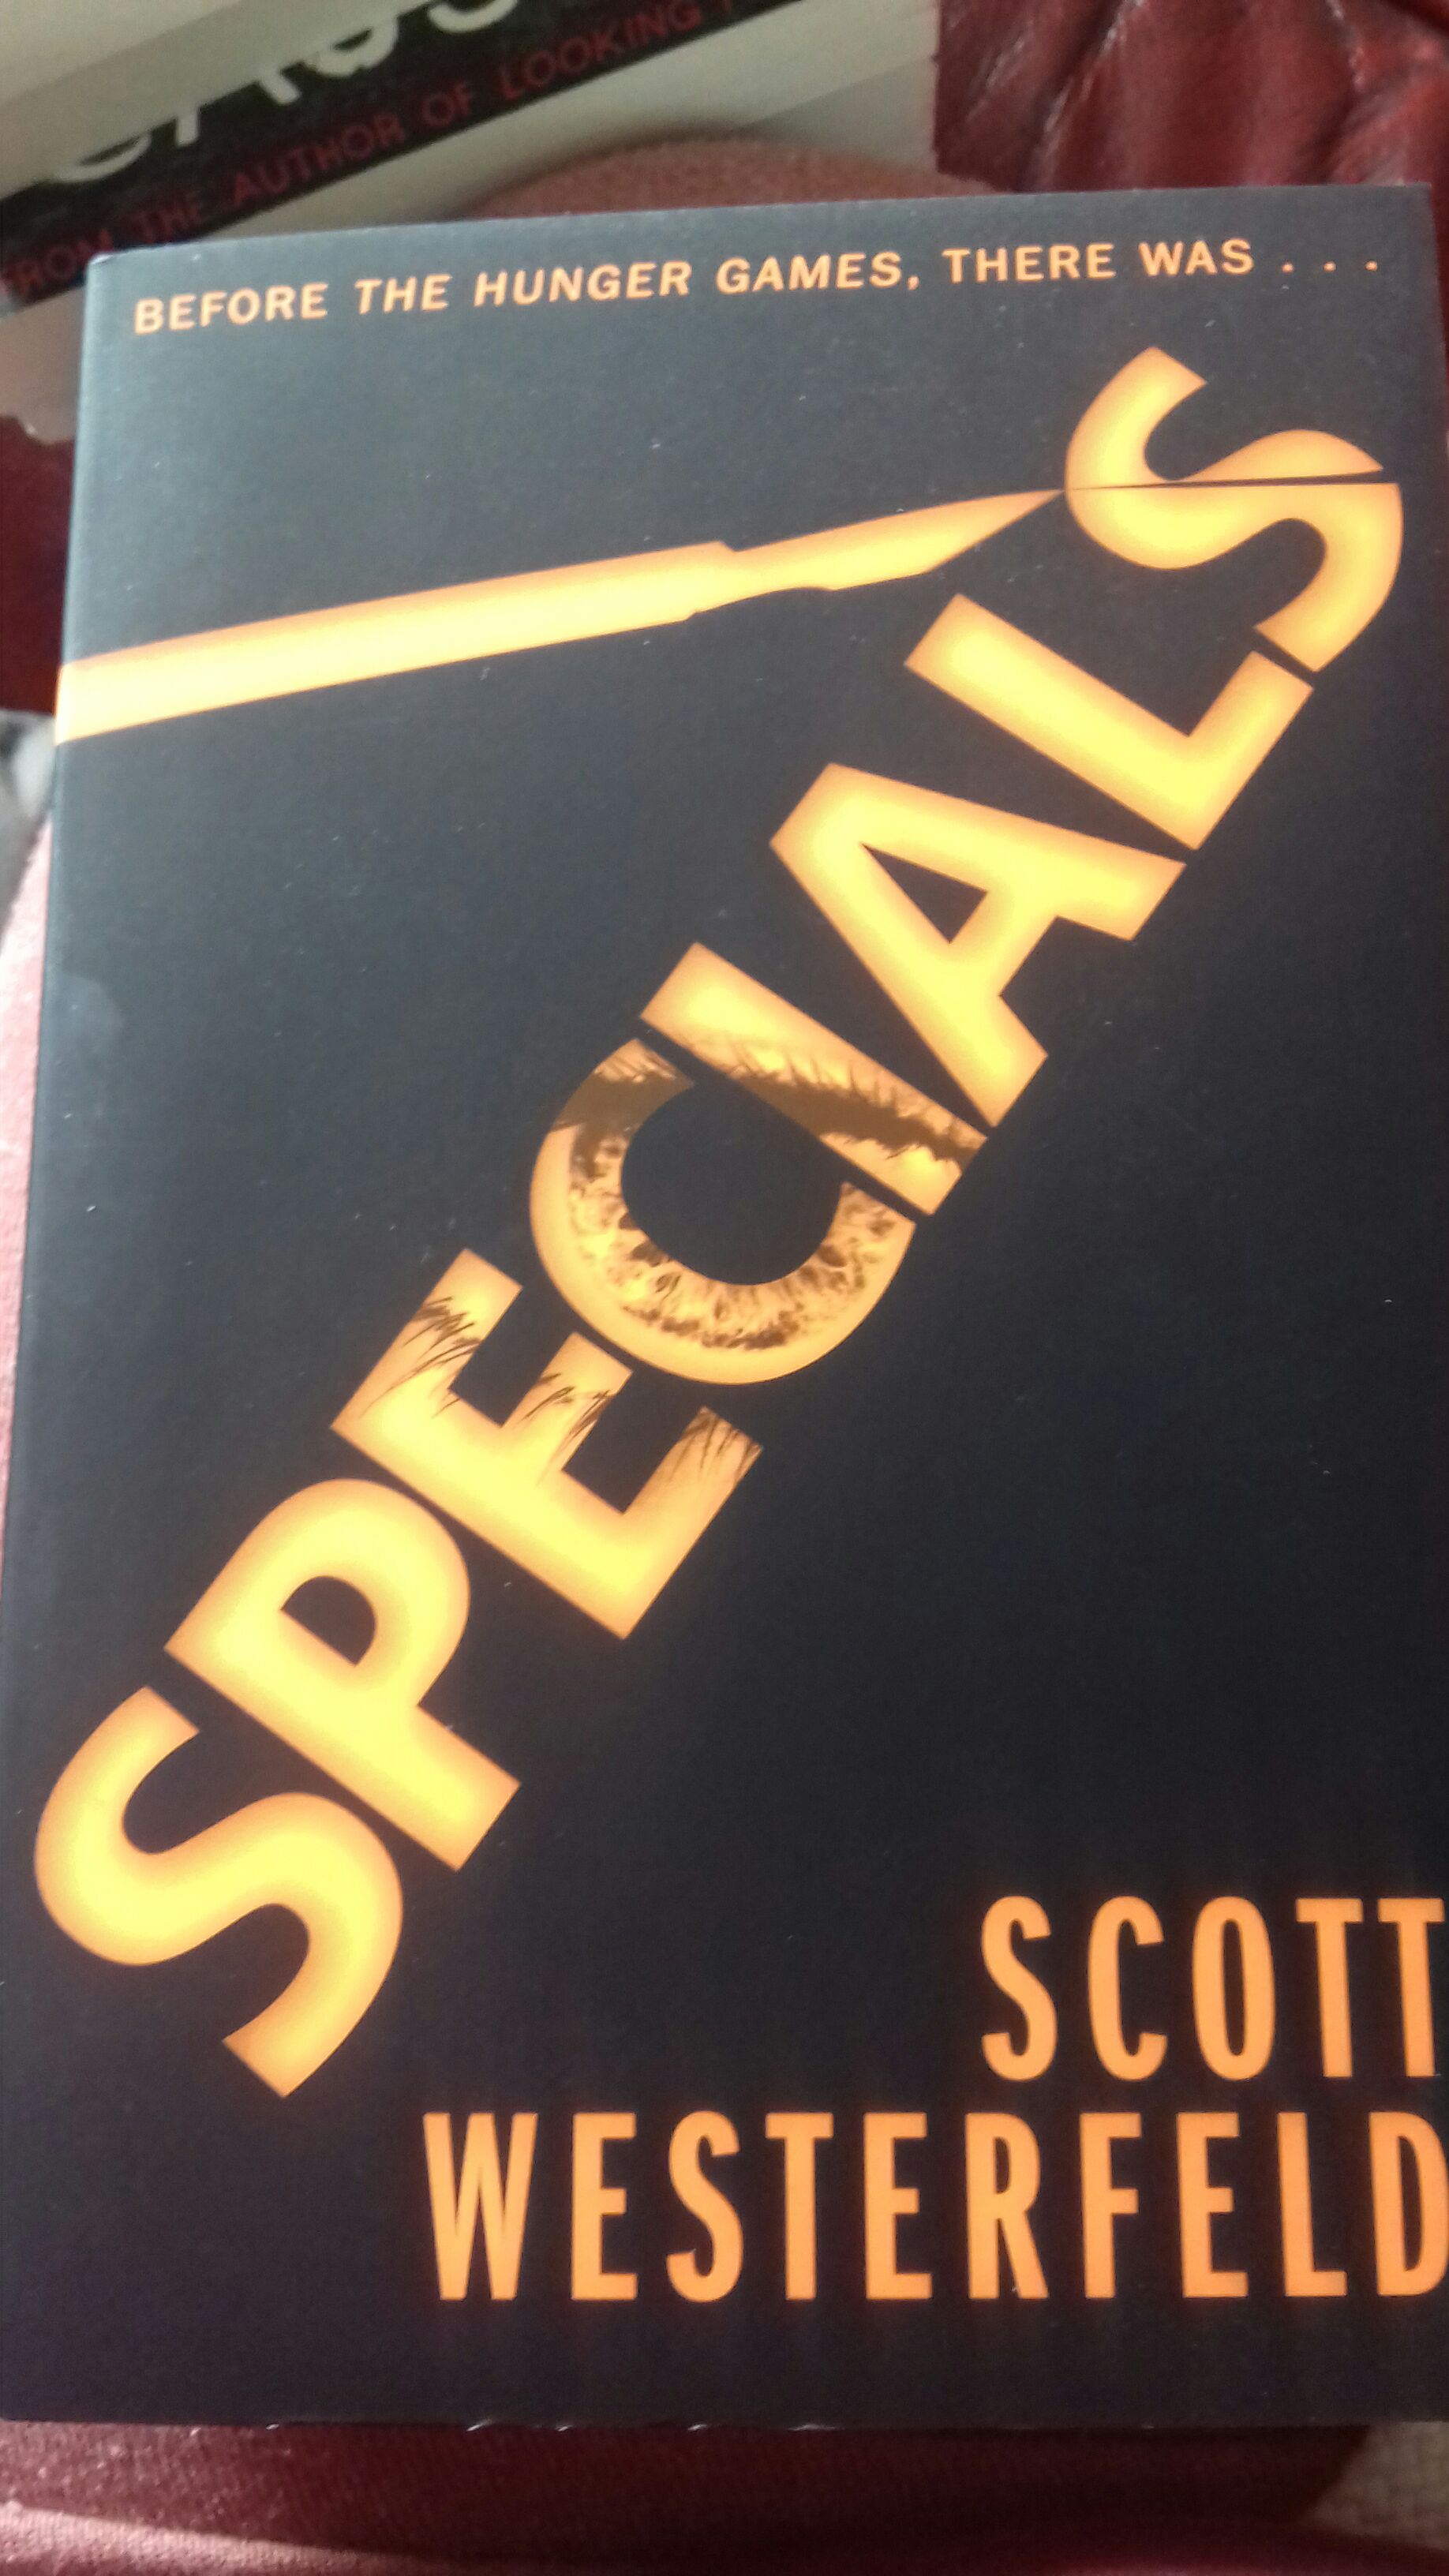 FROM THE AUTHOR OF LOOKING
BEFORE THE HUNGER GAMES, THERE WAS . . .
SPECIALS
SCOTT
WESTERFELD